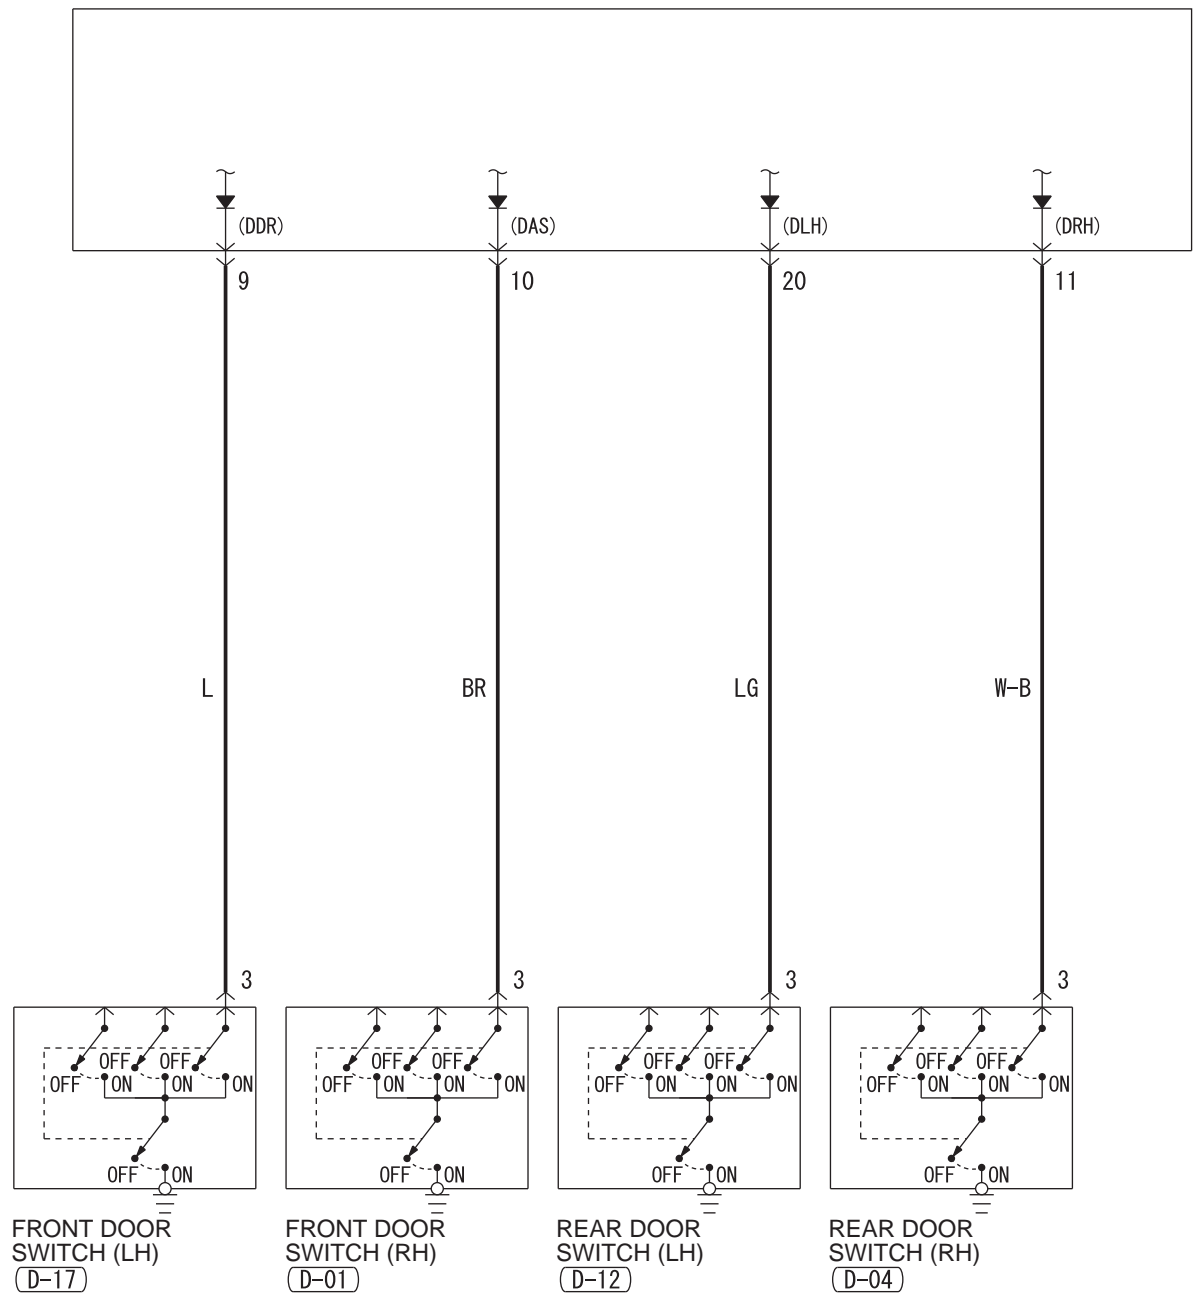 (DDR) (DAS) (DLH) (DRH)
9 10 20 11
L BR LG W-B
3 3 3 3
OFF OFF OFF OFF OFF OFF OFF OFF
OFF ON ON ON OFF ON ON ON OFF ON ON ON OFF ON ON ON
OFF ON OFF ON OFF ON OFF ON
FRONT DOOR
SWITCH (LH)
D-17
FRONT DOOR
SWITCH (RH)
D-01
REAR DOOR
SWITCH (LH)
D-12
REAR DOOR
SWITCH (RH)
D-04